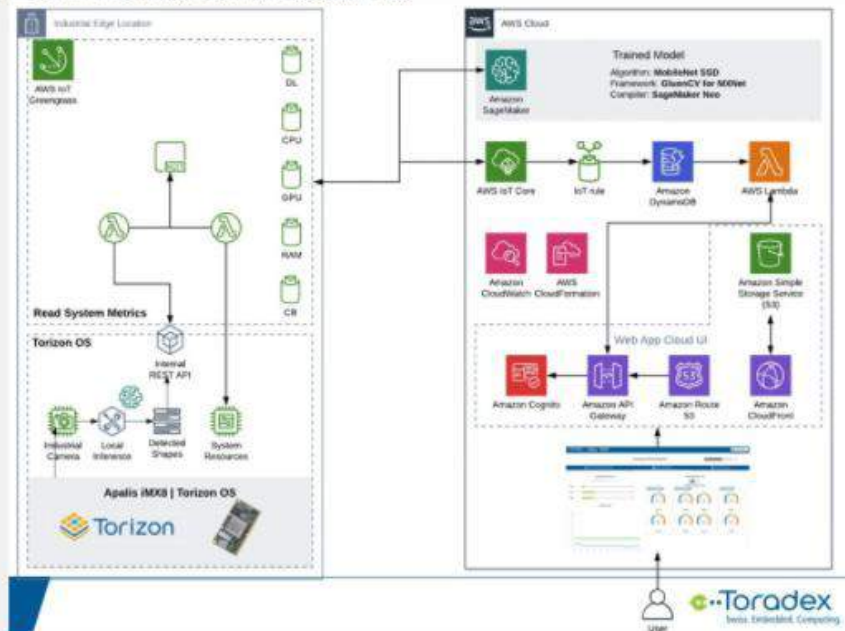 Industrial Edge Location
AWS IoT
Greengrass
DL
CPU
GPU
RAM
CB
Read System Metrics
Torizon OS
Internal
REST API
Industrial
Camera
Local
Inference
Detected
Shapes
System
Resources
Apalis iMX8 | Torizon OS
Torizon
aws
AWS Cloud
Amazon
SageMaker
Trained Model
Algorithm: MobileNet SSD
Framework: GluonCV for MXNet
Compiler: SageMaker Neo
AWS IoT Core
IoT rule
Amazon
DynamoDB
AWS Lambda
Amazon
CloudWatch
AWS
CloudFormation
Amazon Simple
Storage Service
(S3)
Web App Cloud UI
Amazon Cognito
Amazon API
Gateway
53
Amazon Route
53
Amazon
CloudFront
User
Toradex
Swiss. Embedded. Computing.